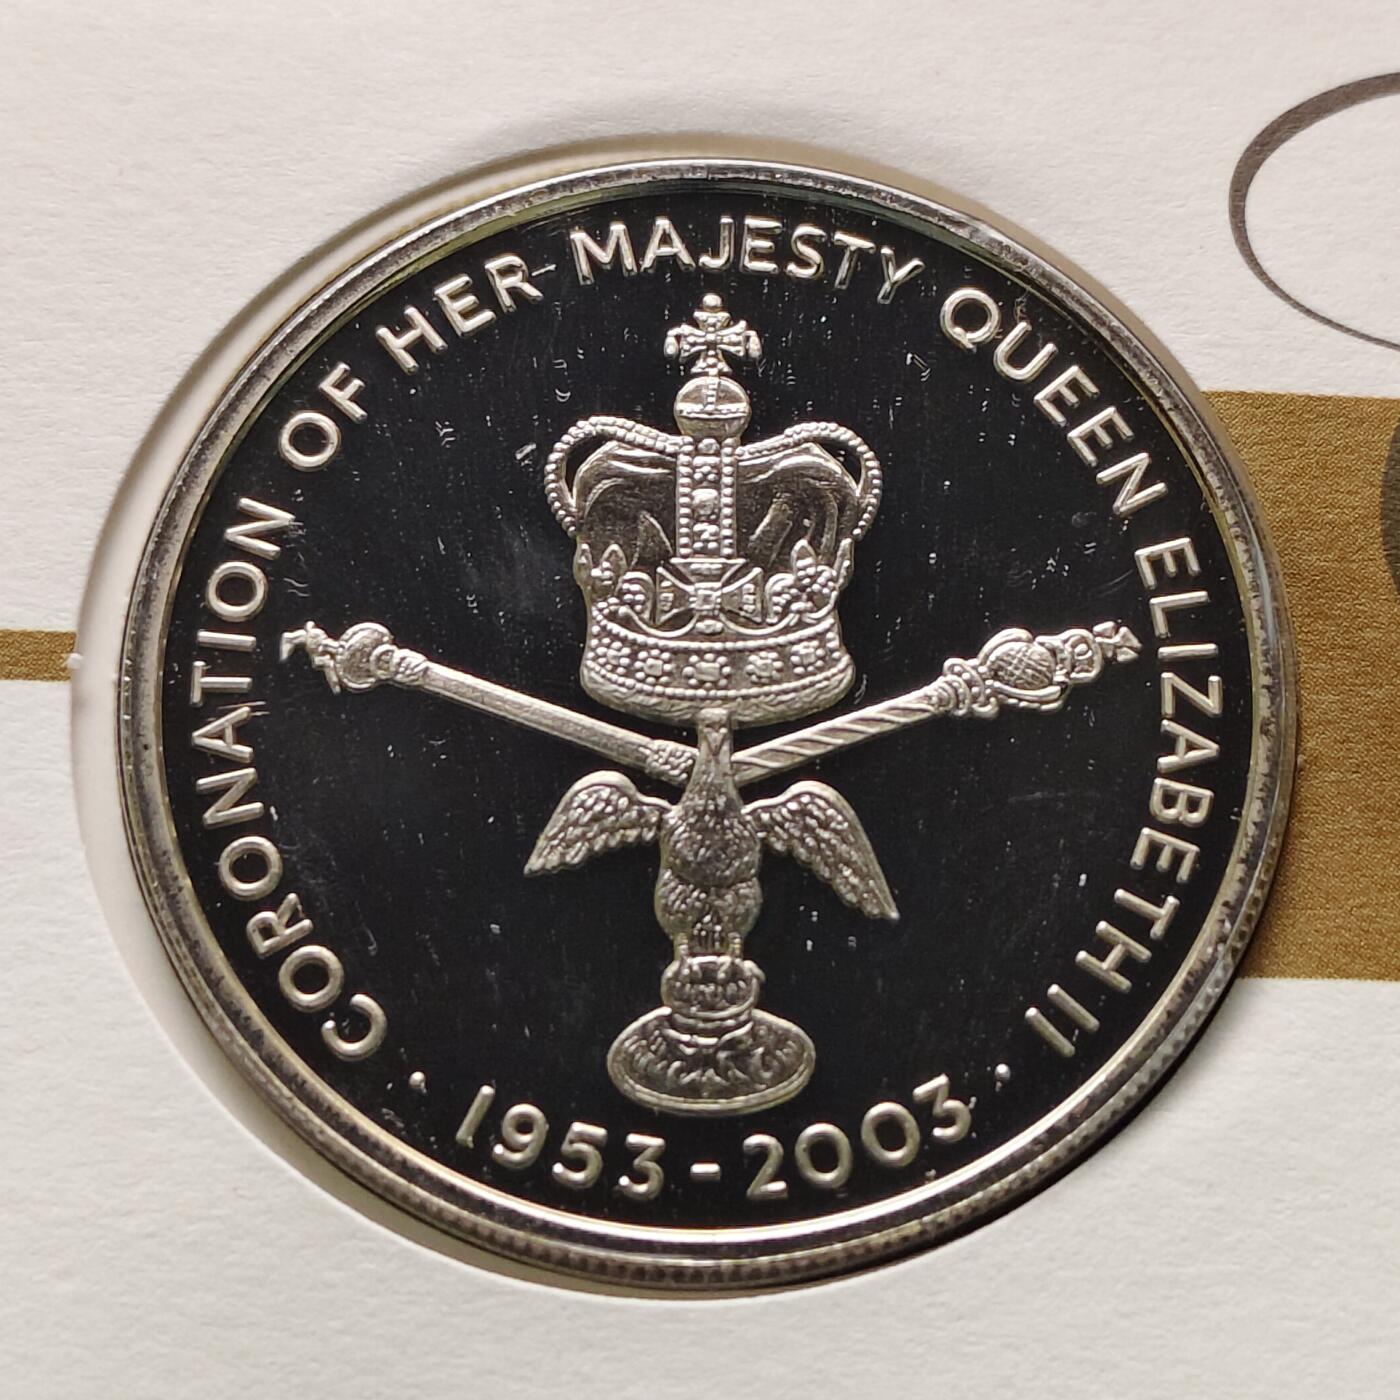 CORONATION OF HER MAJESTY QUEEN ELIZABETH II
· 1953 - 2003 ·